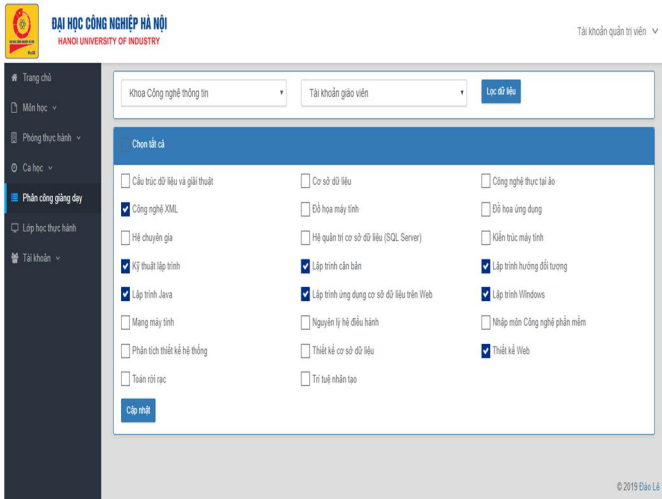 ĐẠI HỌC CÔNG NGHIỆP HÀ NỘI
HANOI UNIVERSITY OF INDUSTRY
Tài khoản quản trị viên
Trang chủ
Môn học
Phòng thực hành
Ca học
Phân công giảng dạy
Lớp học thực hành
Tài khoản
Khoa Công nghệ thông tin
Tài khoản giáo viên
Lọc dữ liệu
Chọn tất cả
Cấu trúc dữ liệu và giải thuật
Cơ sở dữ liệu
Công nghệ thực tại ảo
Công nghệ XML
Đồ họa máy tính
Đồ họa ứng dụng
Hệ chuyên gia
Hệ quản trị cơ sở dữ liệu (SQL Server)
Kiến trúc máy tính
Kỹ thuật lập trình
Lập trình căn bản
Lập trình hướng đối tượng
Lập trình Java
Lập trình ứng dụng cơ sở dữ liệu trên Web
Lập trình Windows
Mạng máy tính
Nguyên lý hệ điều hành
Nhập môn Công nghệ phần mềm
Phân tích thiết kế hệ thống
Thiết kế cơ sở dữ liệu
Thiết kế Web
Toán rời rạc
Trí tuệ nhân tạo
Cập nhật
© 2019 Đào Lê